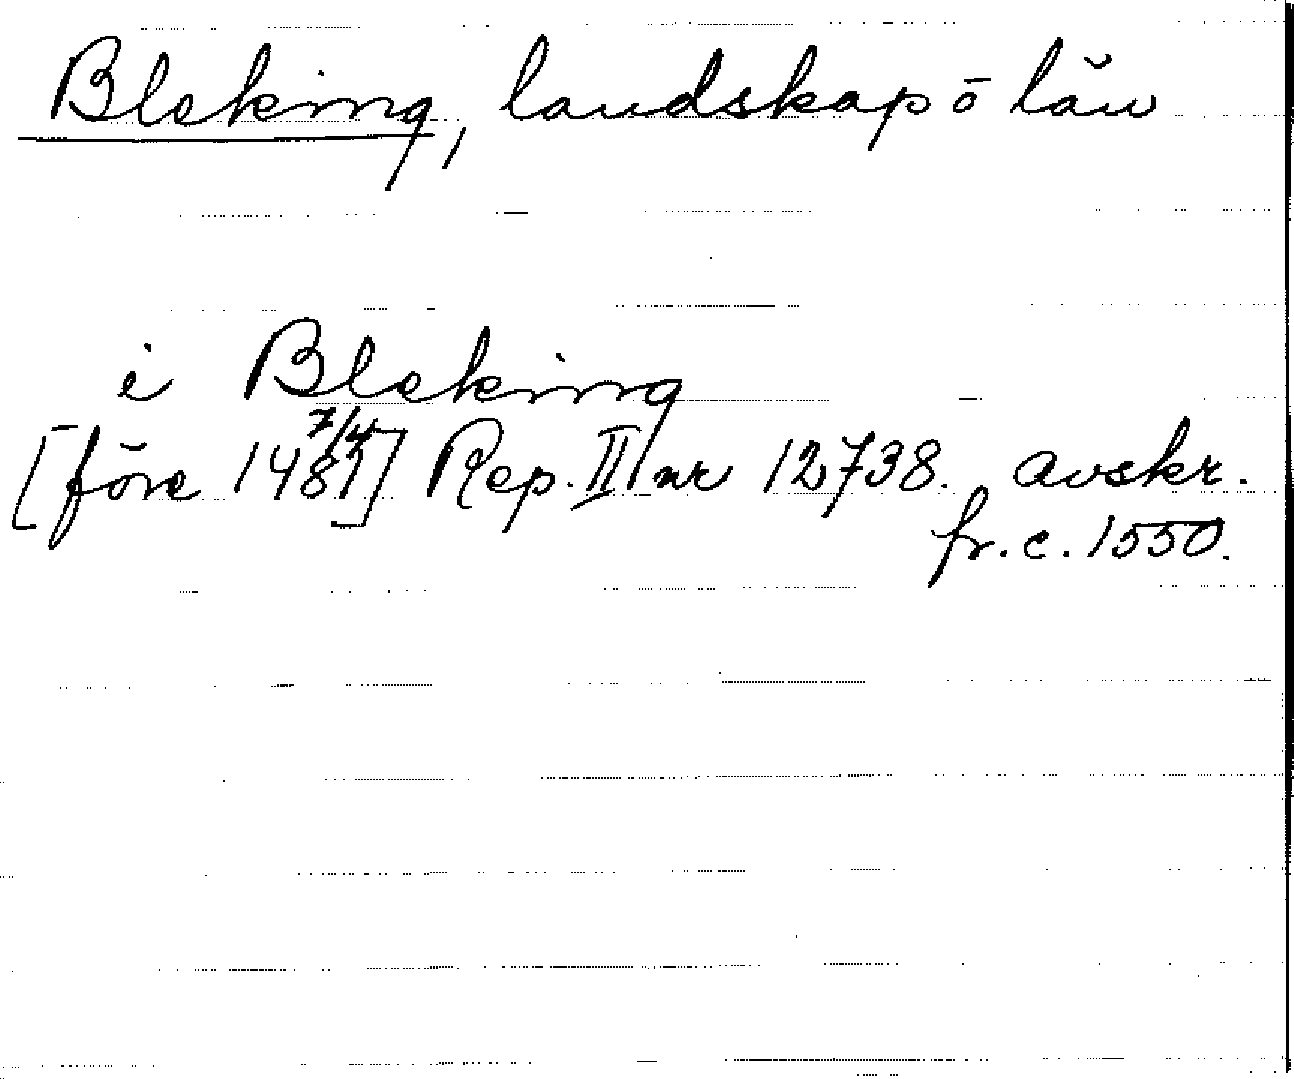 Bleking, landskap o län
i Bleking
[före 7/4 1487] Rep. II nr 12738. avskr.
fr. c. 1550.